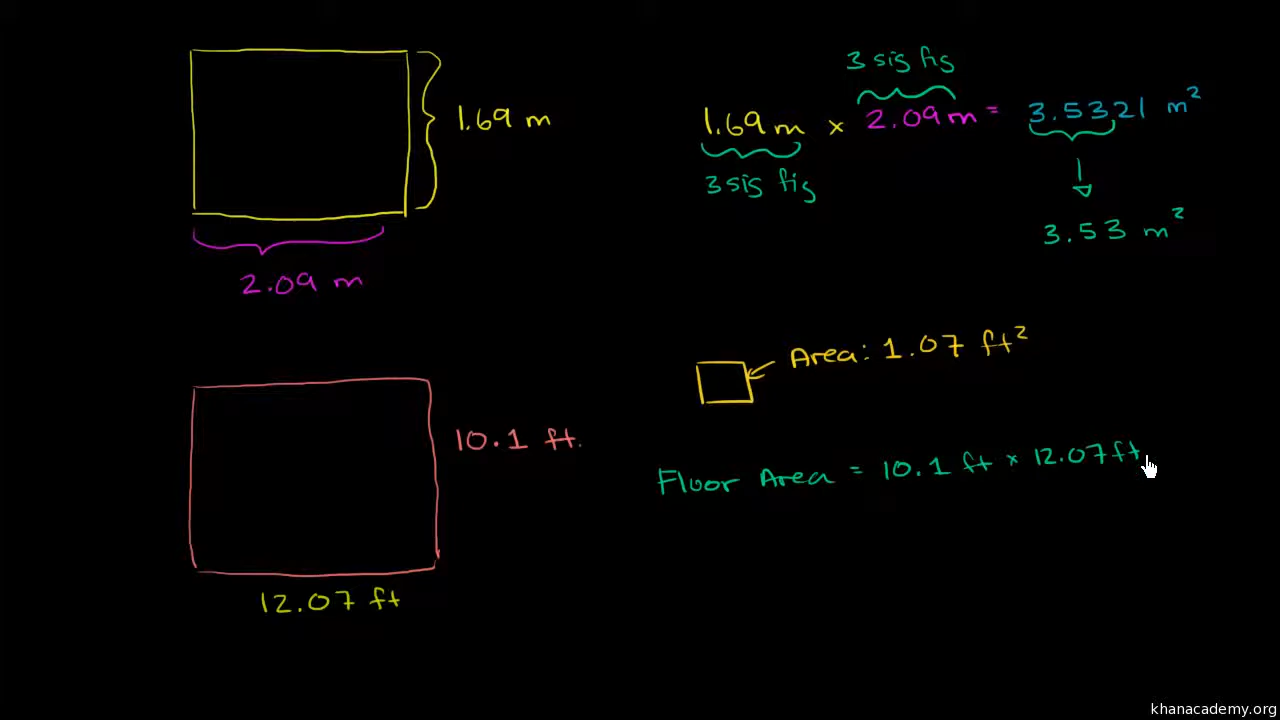 1.69 m
2.09 m
3 sig fig
1.69 m × 2.09 m = 3.5321 m²
3 sig fig
3.53 m²
Area: 1.07 ft²
10.1 ft.
12.07 ft
Floor Area = 10.1 ft × 12.07 ft
khanacademy.org